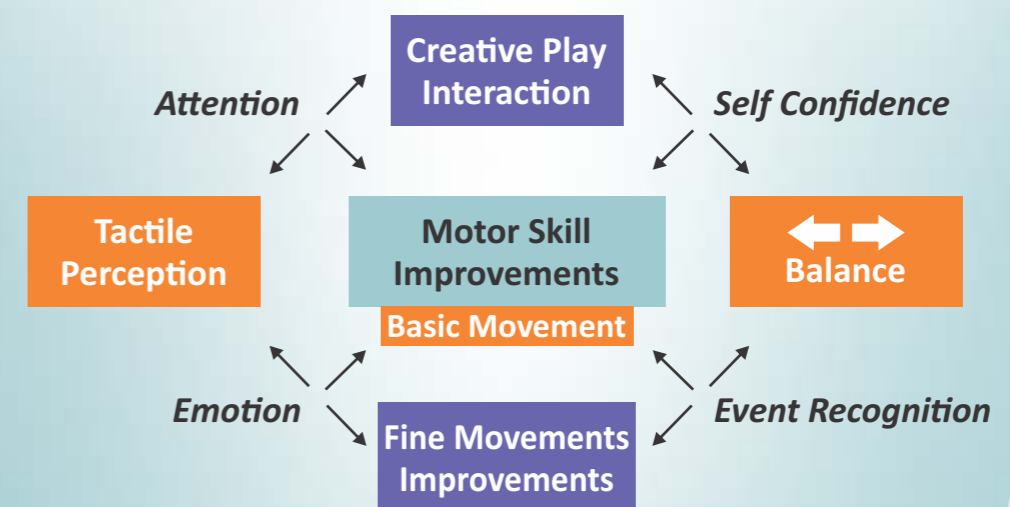 Creative Play
Interaction
Attention
Self Confidence
Tactile
Perception
Motor Skill
Improvements
Balance
Basic Movement
Emotion
Event Recognition
Fine Movements
Improvements